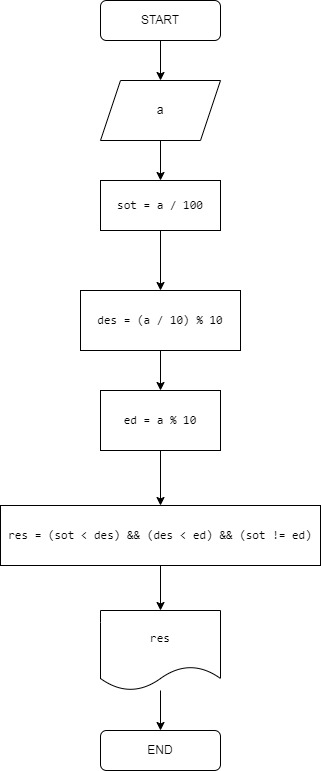 START
a
sot = a / 100
des = (a / 10) % 10
ed = a % 10
res = (sot < des) && (des < ed) && (sot != ed)
res
END